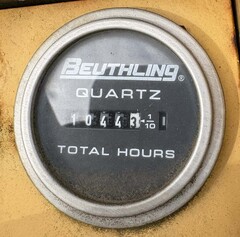 BEUTHLING®
QUARTZ
10443 1/10
TOTAL HOURS